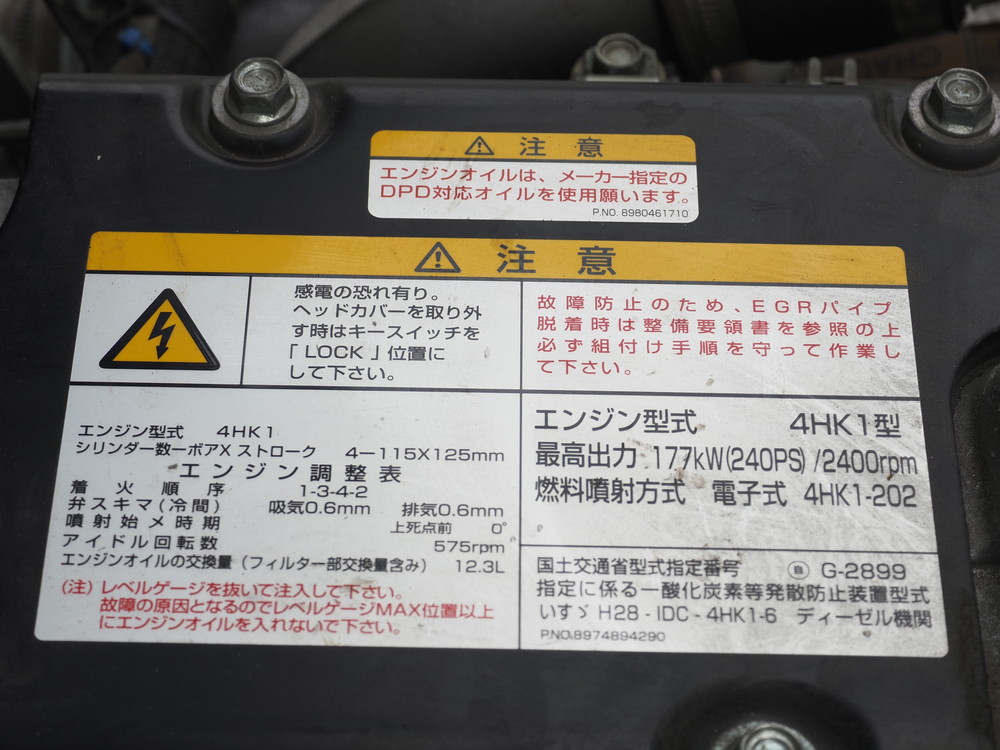 ⚠ 注意
エンジンオイルは、メーカー指定の
DPD対応オイルを使用願います。
P.NO. 8980461710
⚠ 注意
感電の恐れ有り。
ヘッドカバーを取り外
す時はキースイッチを
「LOCK」位置に
して下さい。
故障防止のため、EGRパイプ
脱着時は整備要領書を参照の上
必ず組付け手順を守って作業し
て下さい。
エンジン型式 4HK1
シリンダー数ーボアX ストローク 4ー115X125mm
エンジン調整表
着火順序 1-3-4-2
弁スキマ(冷間) 吸気0.6mm 排気0.6mm
噴射始メ時期 上死点前 0°
アイドル回転数 575rpm
エンジンオイルの交換量(フィルター部交換量含み) 12.3L
(注)レベルゲージを抜いて注入して下さい。
故障の原因となるのでレベルゲージMAX位置以上
にエンジンオイルを入れないで下さい。
エンジン型式 4HK1型
最高出力 177kW(240PS)/2400rpm
燃料噴射方式 電子式 4HK1-202
国土交通省型式指定番号 ㊐ G-2899
指定に係る一酸化炭素等発散防止装置型式
いすゞ H28-IDC-4HK1-6 ディーゼル機関
P.NO.8974894290